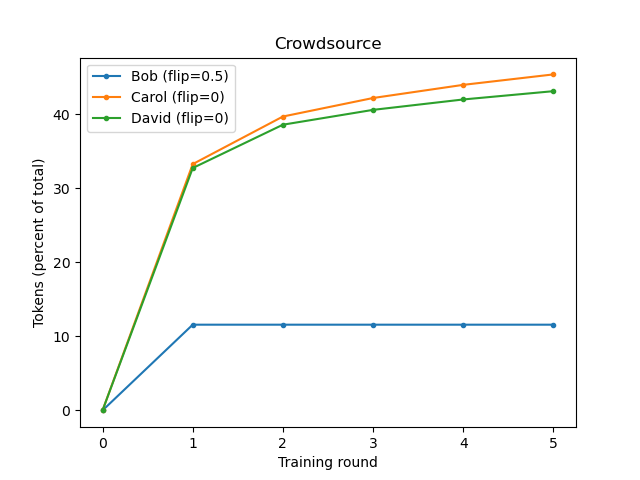 Crowdsource
Bob (flip=0.5)
Carol (flip=0)
David (flip=0)
Tokens (percent of total)
40
30
20
10
0
0 1 2 3 4 5
Training round